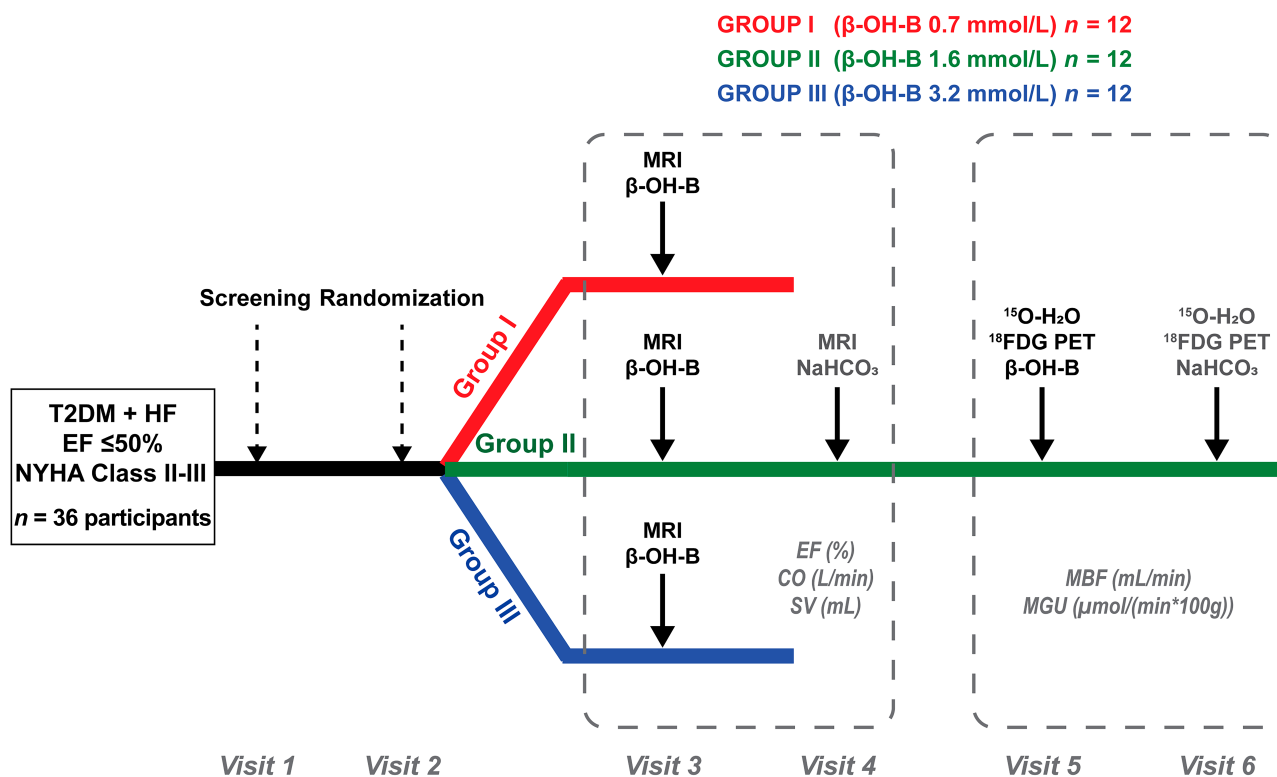 GROUP I (β-OH-B 0.7 mmol/L) n = 12
GROUP II (β-OH-B 1.6 mmol/L) n = 12
GROUP III (β-OH-B 3.2 mmol/L) n = 12
MRI
β-OH-B
Screening Randomization
Group I
T2DM + HF
EF ≤50%
NYHA Class II-III
n = 36 participants
Group II
MRI
β-OH-B
MRI
NaHCO₃
¹⁵O-H₂O
¹⁸FDG PET
β-OH-B
¹⁵O-H₂O
¹⁸FDG PET
NaHCO₃
Group III
MRI
β-OH-B
EF (%)
CO (L/min)
SV (mL)
MBF (mL/min)
MGU (µmol/(min*100g))
Visit 1
Visit 2
Visit 3
Visit 4
Visit 5
Visit 6